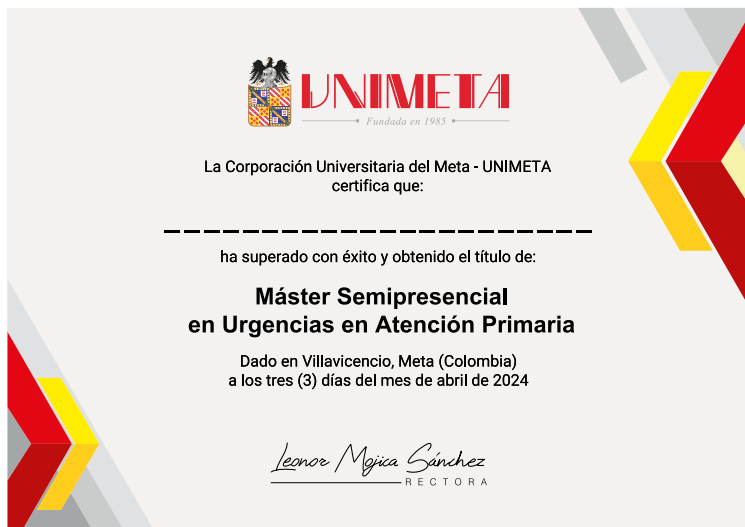 UNIMETA
Fundada en 1985
La Corporación Universitaria del Meta - UNIMETA
certifica que:
ha superado con éxito y obtenido el título de:
Máster Semipresencial
en Urgencias en Atención Primaria
Dado en Villavicencio, Meta (Colombia)
a los tres (3) días del mes de abril de 2024
Leonor Mojica Sánchez
RECTORA